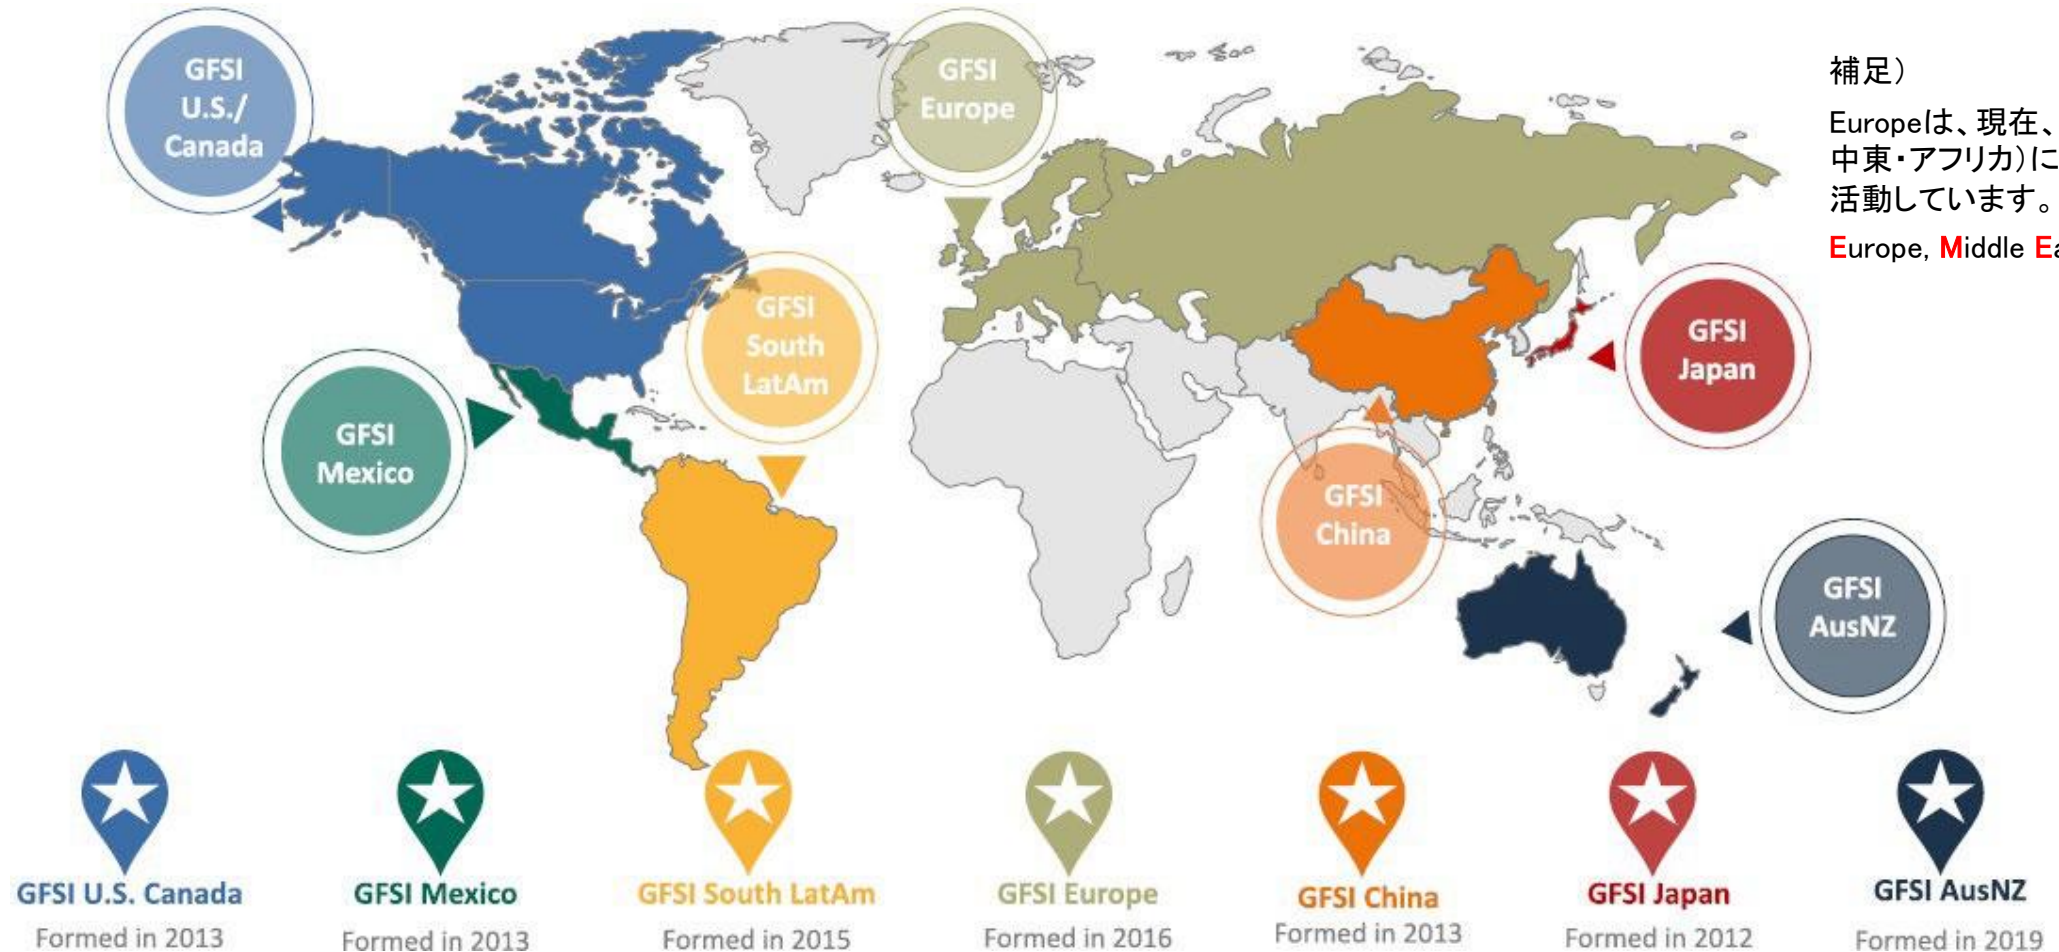 GFSI
U.S./
Canada
GFSI
Europe
補足）
Europeは、現在、
中東・アフリカ)に
活動しています。
Europe, Middle Ea
GFSI
South
LatAm
GFSI
Japan
GFSI
Mexico
GFSI
China
GFSI
AusNZ
GFSI U.S. Canada
Formed in 2013
GFSI Mexico
Formed in 2013
GFSI South LatAm
Formed in 2015
GFSI Europe
Formed in 2016
GFSI China
Formed in 2013
GFSI Japan
Formed in 2012
GFSI AusNZ
Formed in 2019